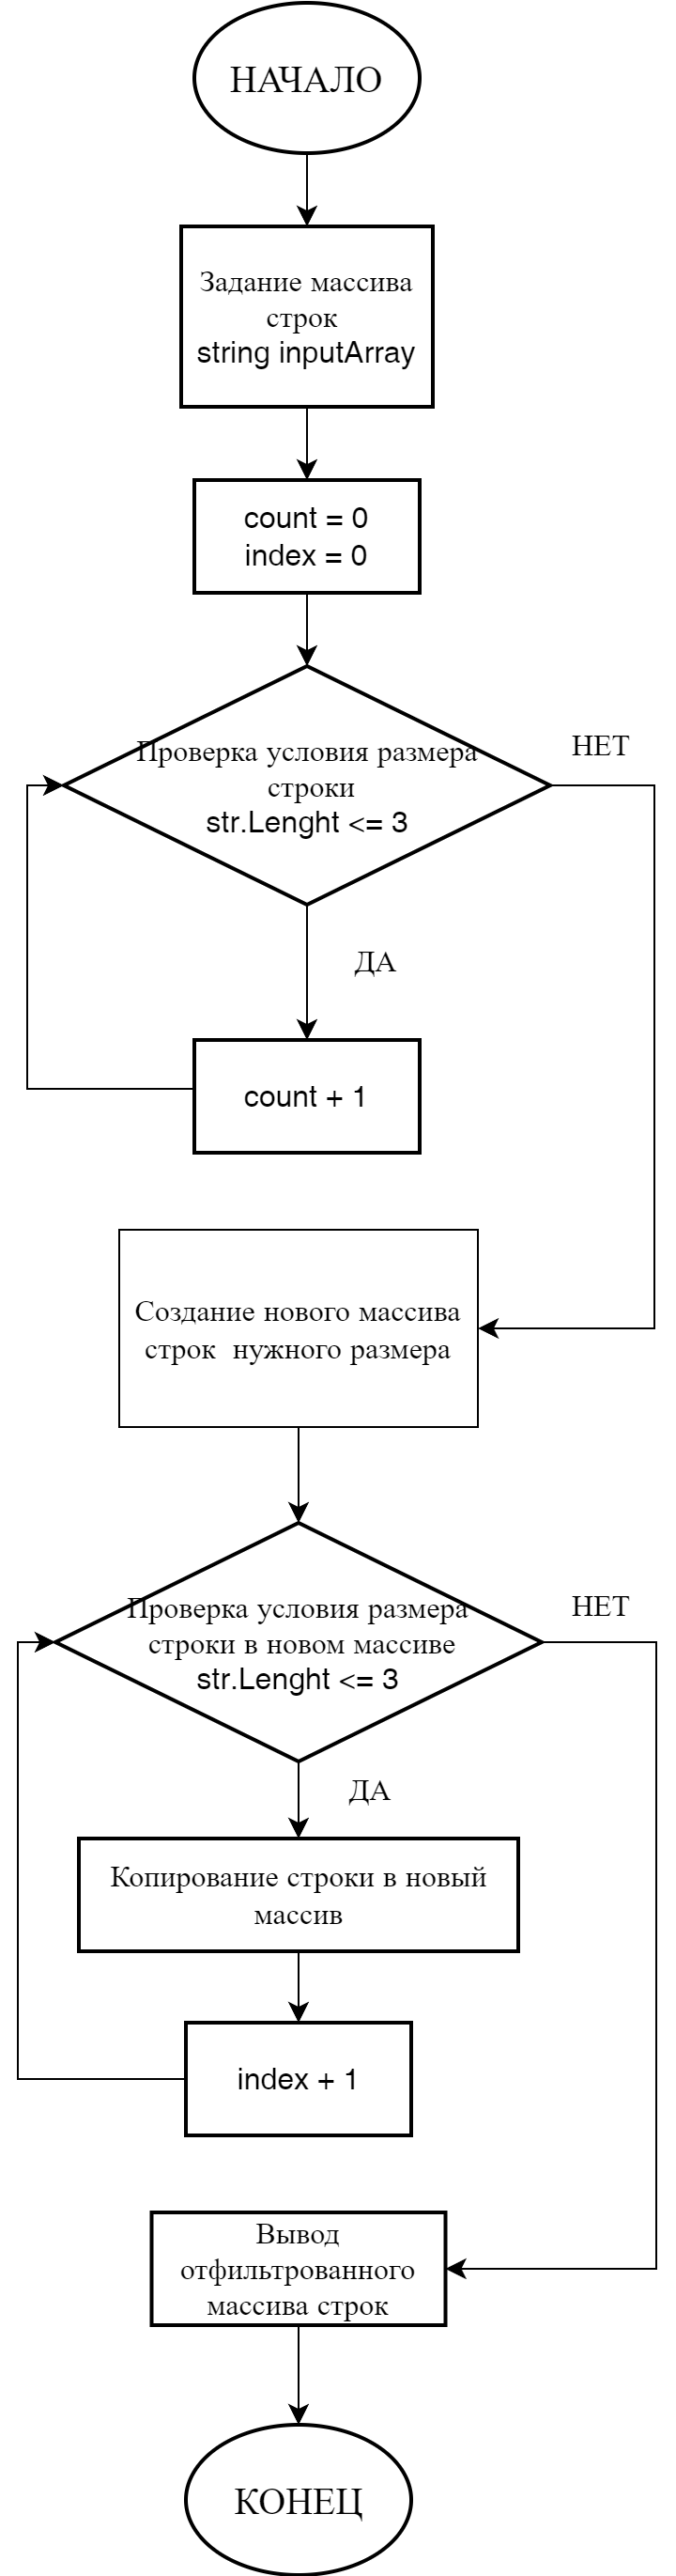 НАЧАЛО
Задание массива
строк
string inputArray
count = 0
index = 0
Проверка условия размера
строки
str.Lenght <= 3
НЕТ
ДА
count + 1
Создание нового массива
строк нужного размера
Проверка условия размера
строки в новом массиве
str.Lenght <= 3
НЕТ
ДА
Копирование строки в новый
массив
index + 1
Вывод
отфильтрованного
массива строк
КОНЕЦ